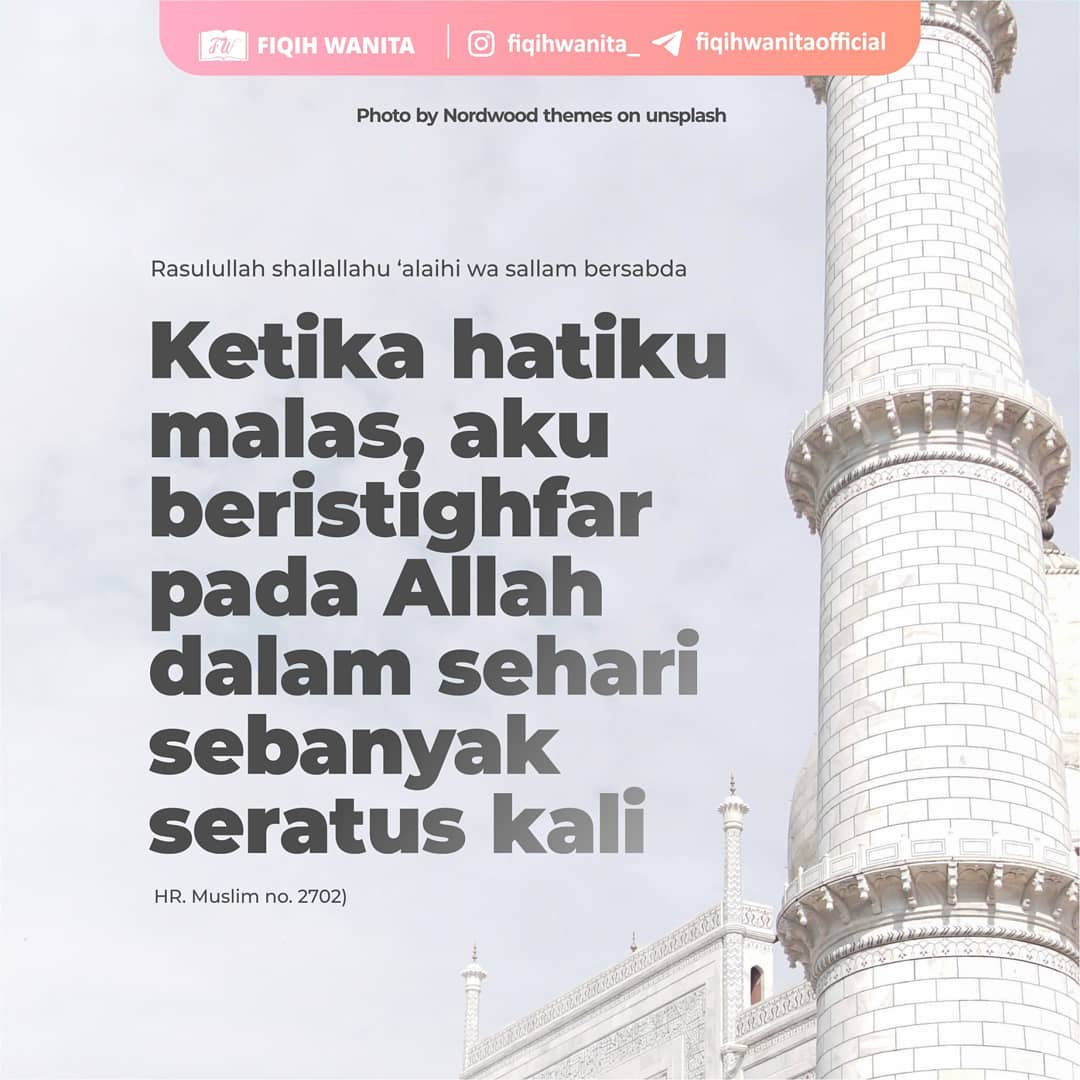 FW FIQIH WANITA | fiqihwanita_ fiqihwanitaofficial
Photo by Nordwood themes on unsplash
Rasulullah shallallahu ‘alaihi wa sallam bersabda
Ketika hatiku
malas, aku
beristighfar
pada Allah
dalam sehari
sebanyak
seratus kali
HR. Muslim no. 2702)